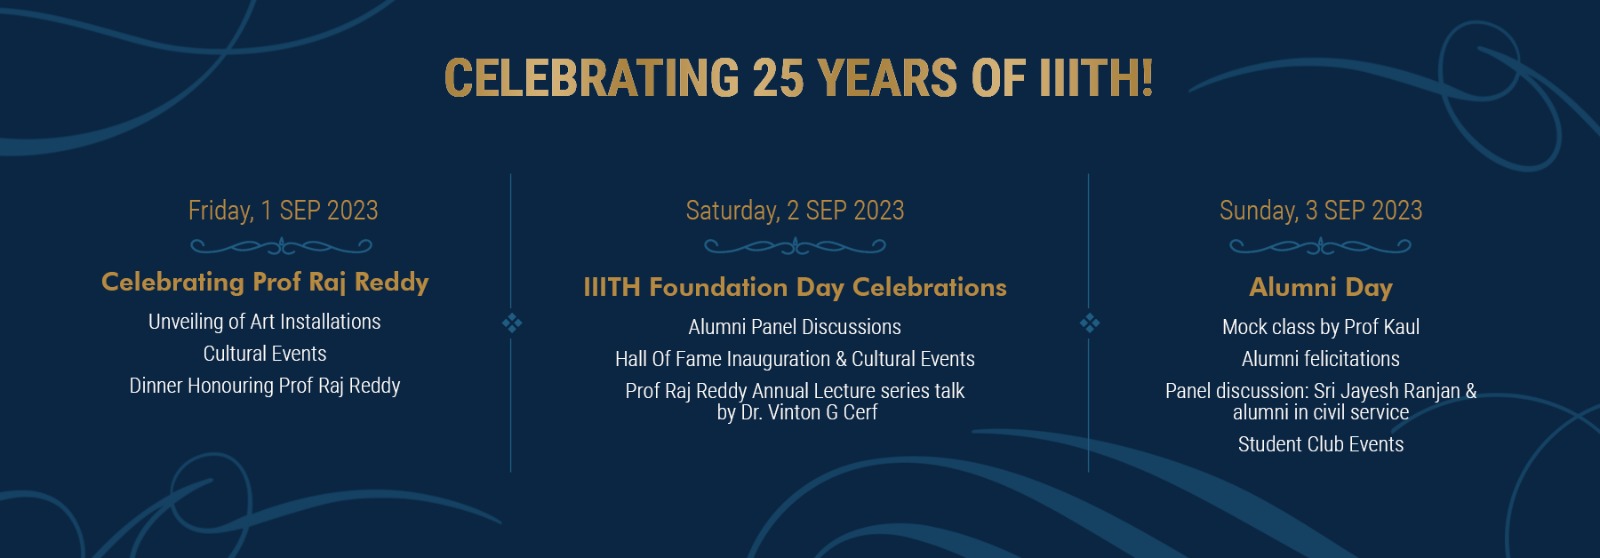 CELEBRATING 25 YEARS OF IIITH!
Friday, 1 SEP 2023
Celebrating Prof Raj Reddy
Unveiling of Art Installations
Cultural Events
Dinner Honouring Prof Raj Reddy
Saturday, 2 SEP 2023
IIITH Foundation Day Celebrations
Alumni Panel Discussions
Hall Of Fame Inauguration & Cultural Events
Prof Raj Reddy Annual Lecture series talk
by Dr. Vinton G Cerf
Sunday, 3 SEP 2023
Alumni Day
Mock class by Prof Kaul
Alumni felicitations
Panel discussion: Sri Jayesh Ranjan &
alumni in civil service
Student Club Events